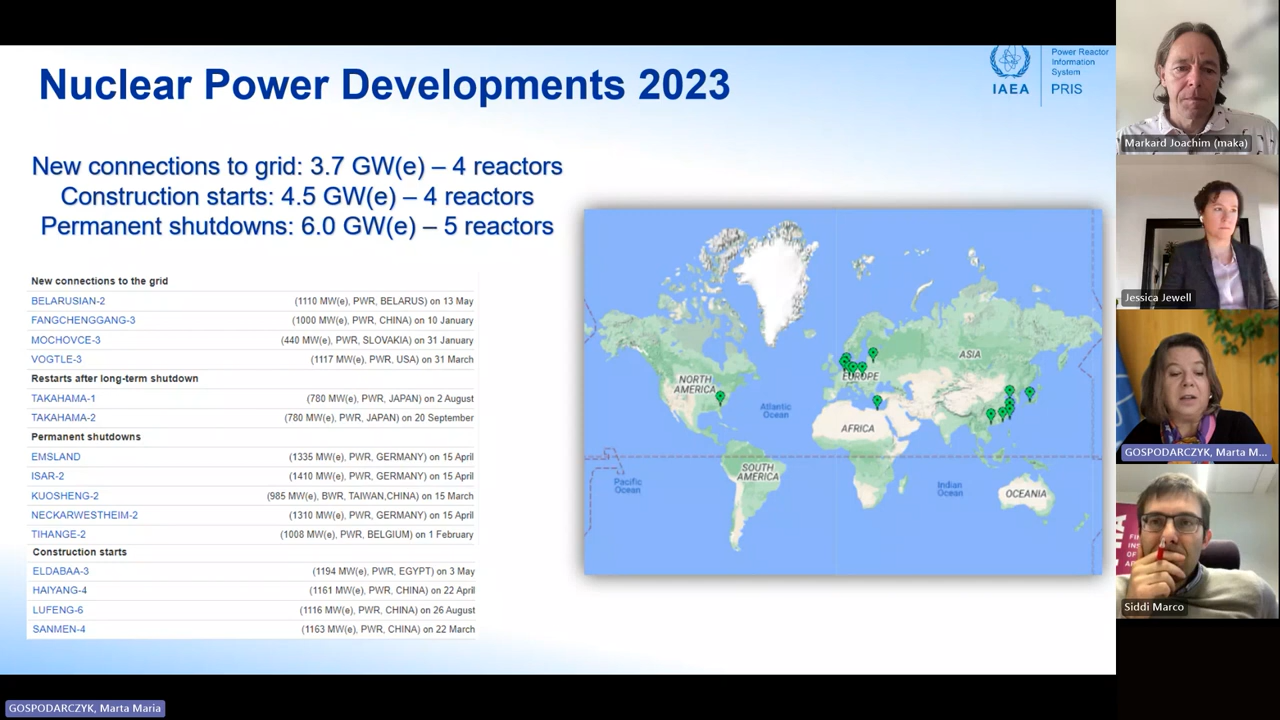 Nuclear Power Developments 2023
IAEA
Power Reactor
Information
System
PRIS
New connections to grid: 3.7 GW(e) – 4 reactors
Construction starts: 4.5 GW(e) – 4 reactors
Permanent shutdowns: 6.0 GW(e) – 5 reactors
New connections to the grid
BELARUSIAN-2 (1110 MW(e), PWR, BELARUS) on 13 May
FANGCHENGGANG-3 (1000 MW(e), PWR, CHINA) on 10 January
MOCHOVCE-3 (440 MW(e), PWR, SLOVAKIA) on 31 January
VOGTLE-3 (1117 MW(e), PWR, USA) on 31 March
Restarts after long-term shutdown
TAKAHAMA-1 (780 MW(e), PWR, JAPAN) on 2 August
TAKAHAMA-2 (780 MW(e), PWR, JAPAN) on 20 September
Permanent shutdowns
EMSLAND (1335 MW(e), PWR, GERMANY) on 15 April
ISAR-2 (1410 MW(e), PWR, GERMANY) on 15 April
KUOSHENG-2 (985 MW(e), BWR, TAIWAN,CHINA) on 15 March
NECKARWESTHEIM-2 (1310 MW(e), PWR, GERMANY) on 15 April
TIHANGE-2 (1008 MW(e), PWR, BELGIUM) on 1 February
Construction starts
ELDABAA-3 (1194 MW(e), PWR, EGYPT) on 3 May
HAIYANG-4 (1161 MW(e), PWR, CHINA) on 22 April
LUFENG-6 (1116 MW(e), PWR, CHINA) on 26 August
SANMEN-4 (1163 MW(e), PWR, CHINA) on 22 March
NORTH
AMERICA
Atlantic
Ocean
EUROPE
ASIA
AFRICA
SOUTH
AMERICA
Pacific
Ocean
Indian
Ocean
OCEANIA
Markard Joachim (maka)
Jessica Jewell
GOSPODARCZYK, Marta M...
FI
INS
OF
AF
Siddi Marco
GOSPODARCZYK, Marta Maria